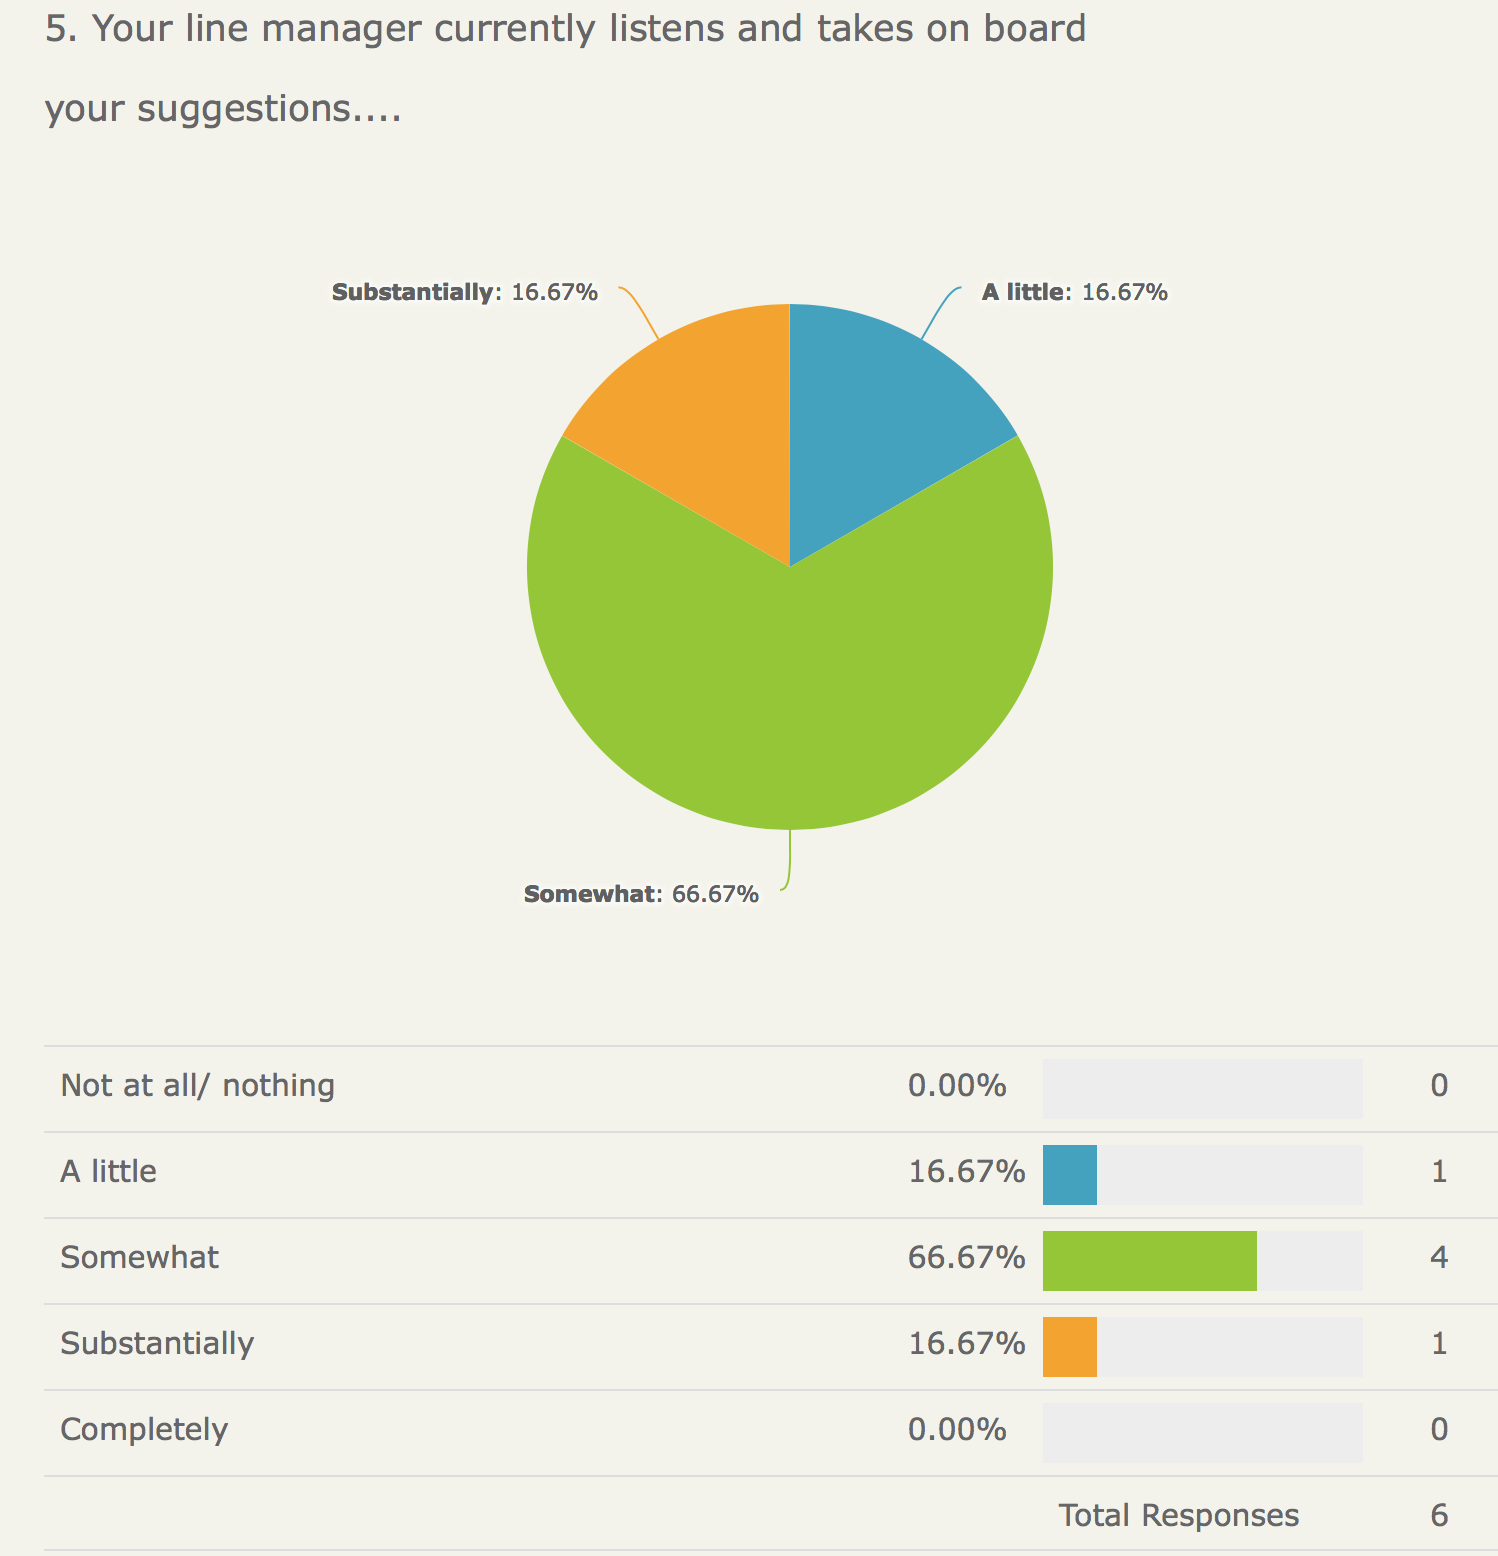 5. Your line manager currently listens and takes on board
your suggestions....
Substantially: 16.67%
A little: 16.67%
Somewhat: 66.67%
Not at all/ nothing 0.00% 0
A little 16.67% 1
Somewhat 66.67% 4
Substantially 16.67% 1
Completely 0.00% 0
Total Responses 6